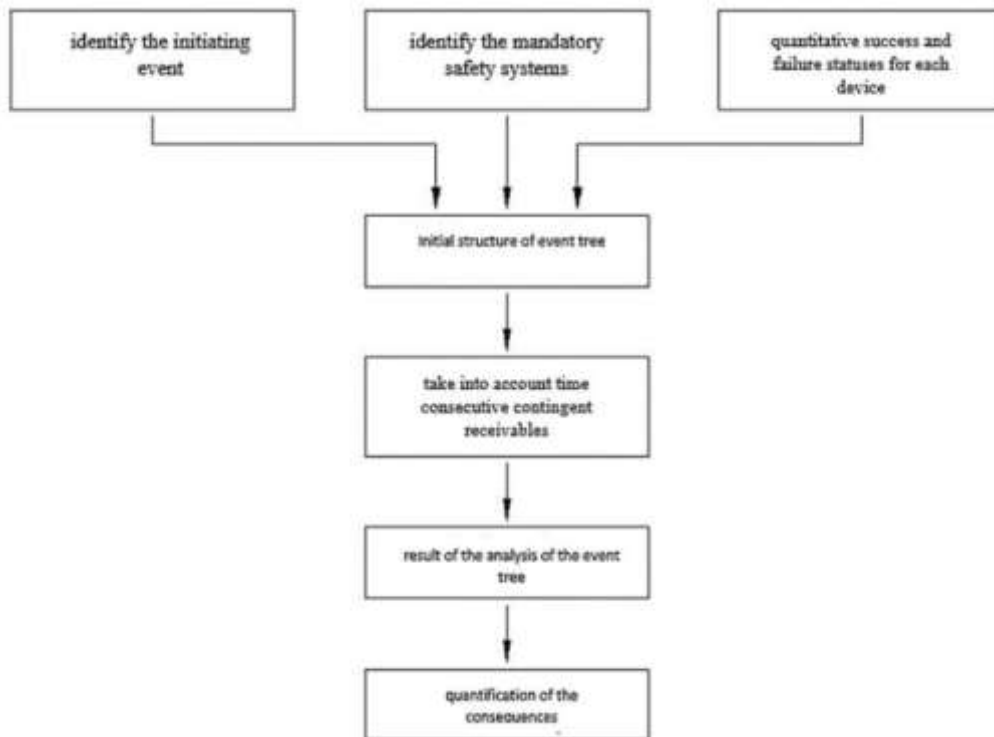 identify the initiating
event
identify the mandatory
safety systems
quantitative success and
failure statuses for each
device
Initial structure of event tree
take into account time
consecutive contingent
receivables
result of the analysis of the event
tree
quantification of the
consequences